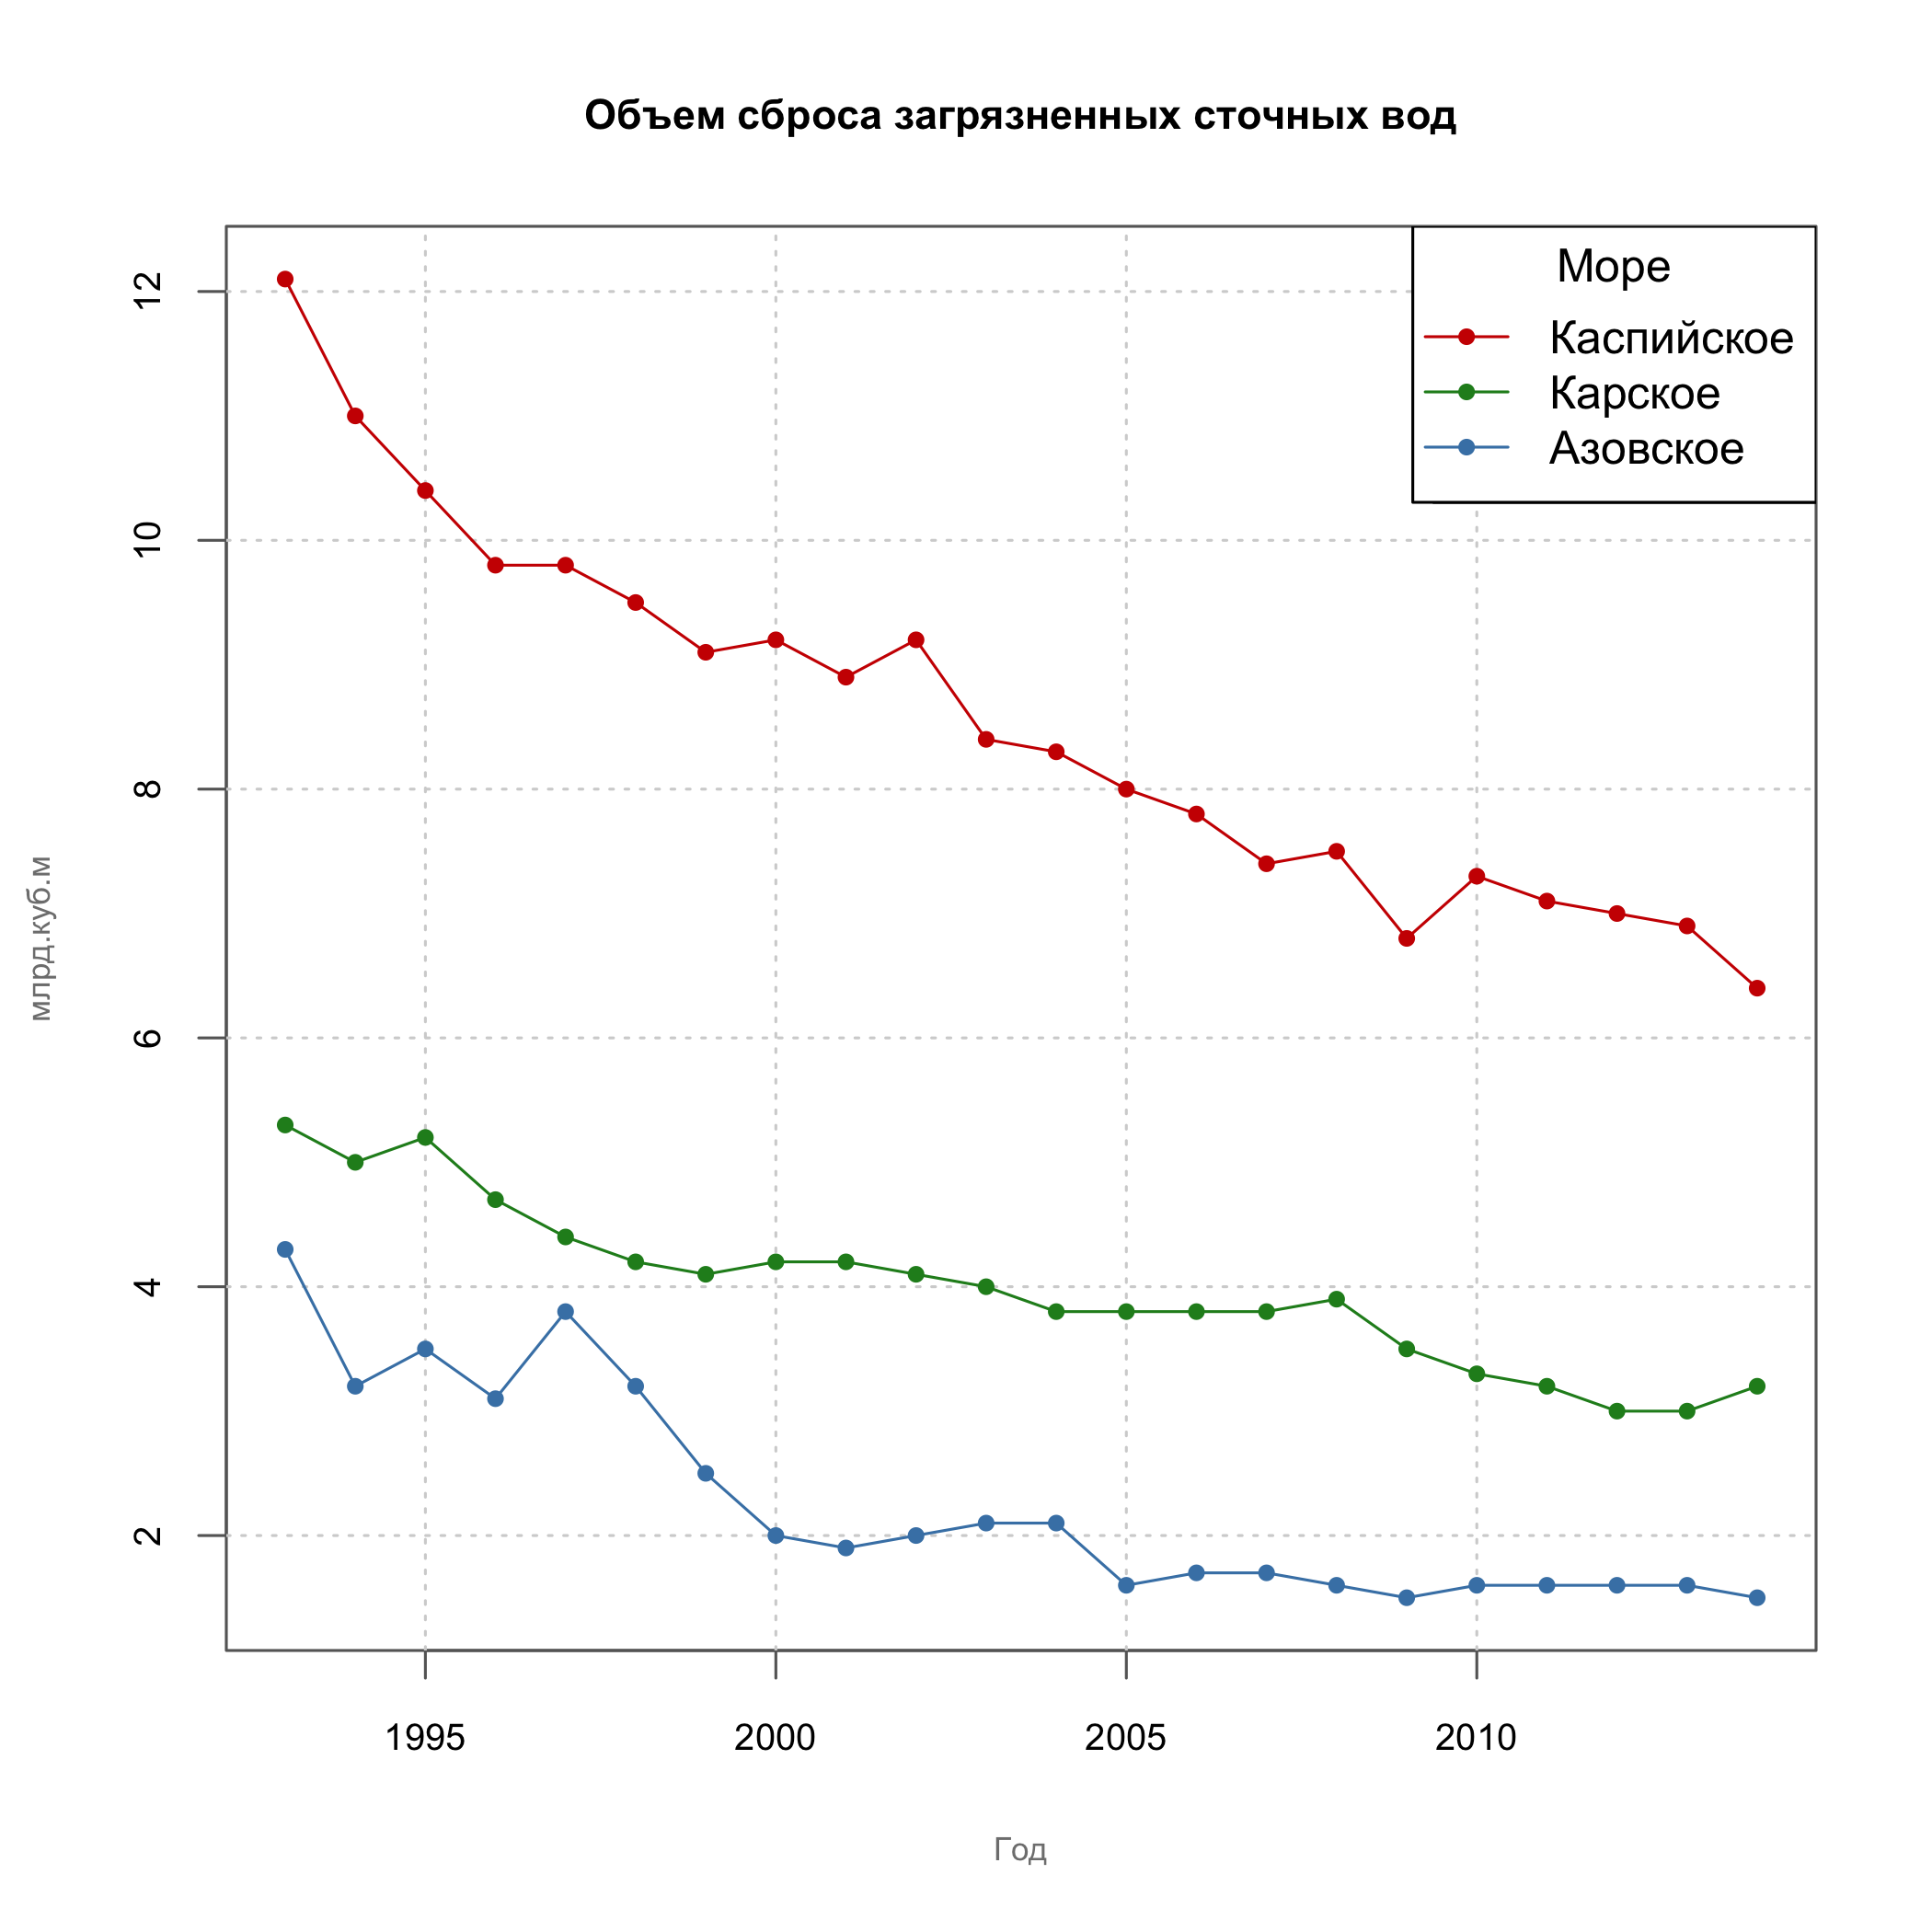 Объем сброса загрязненных сточных вод
Море
Каспийское
Карское
Азовское
12
10
8
6
4
2
млрд.куб.м
1995 2000 2005 2010
Год